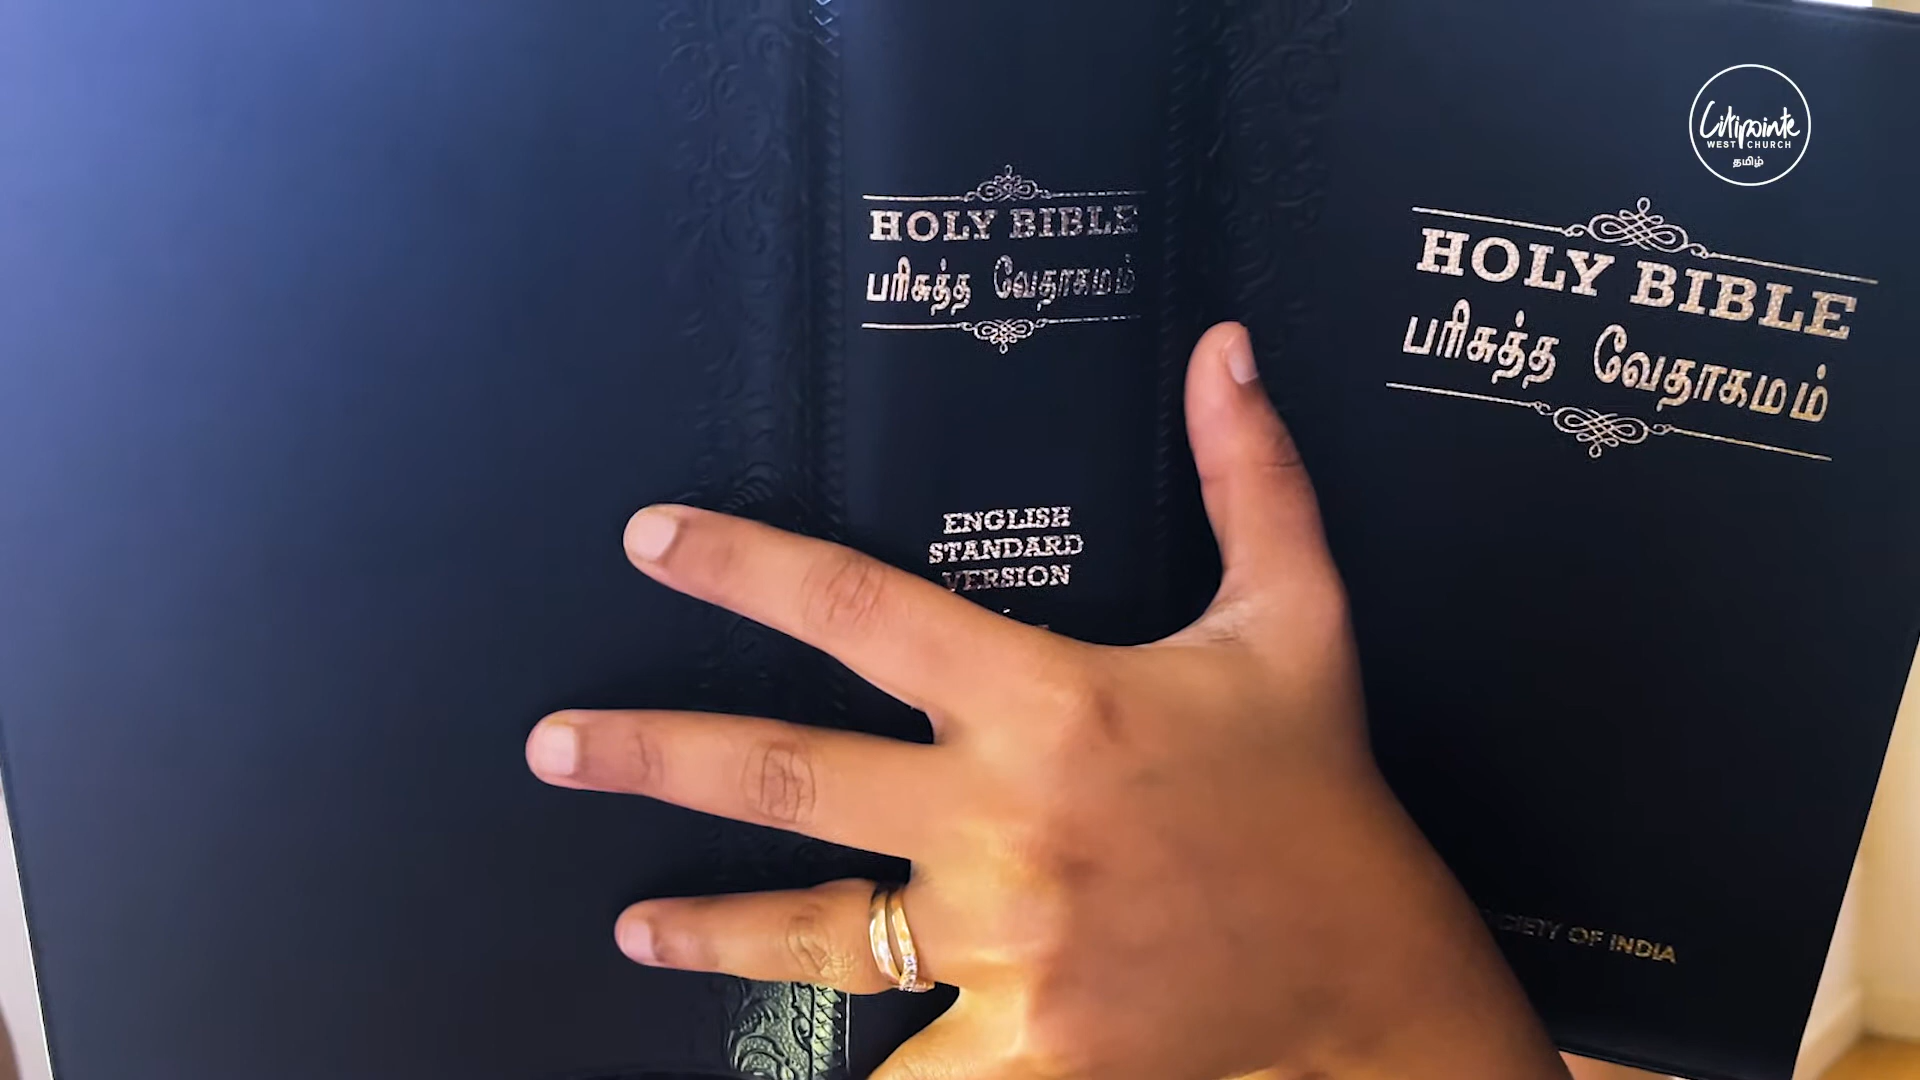 HOLY BIBLE
பரிசுத்த வேதாகமம்
ENGLISH
STANDARD
VERSION
HOLY BIBLE
பரிசுத்த வேதாகமம்
OF INDIA
Citipointe
WEST CHURCH
தமிழ்